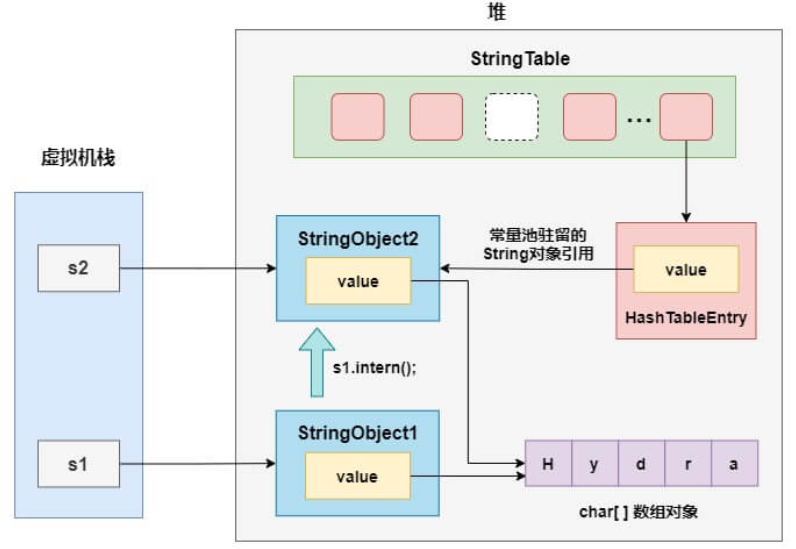 堆
StringTable
...
虚拟机栈
StringObject2
value
常量池驻留的
String对象引用
value
HashTableEntry
s2
s1.intern();
StringObject1
value
s1
H y d r a
char[ ] 数组对象